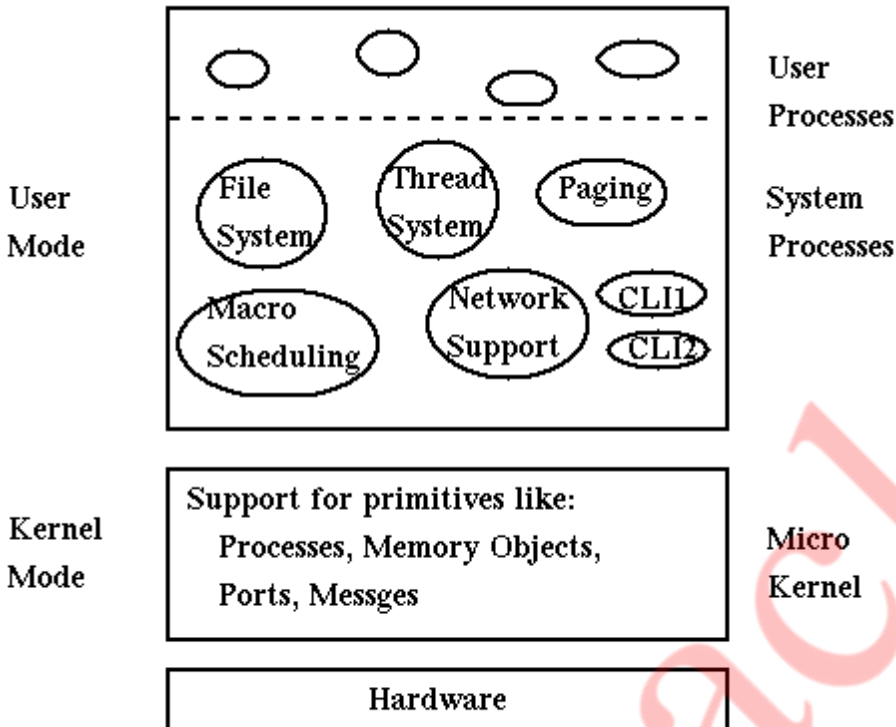 User
Processes
User
Mode
File
System
Thread
System
Paging
System
Processes
Macro
Scheduling
Network
Support
CLI1
CLI2
Kernel
Mode
Support for primitives like:
Processes, Memory Objects,
Ports, Messges
Micro
Kernel
Hardware